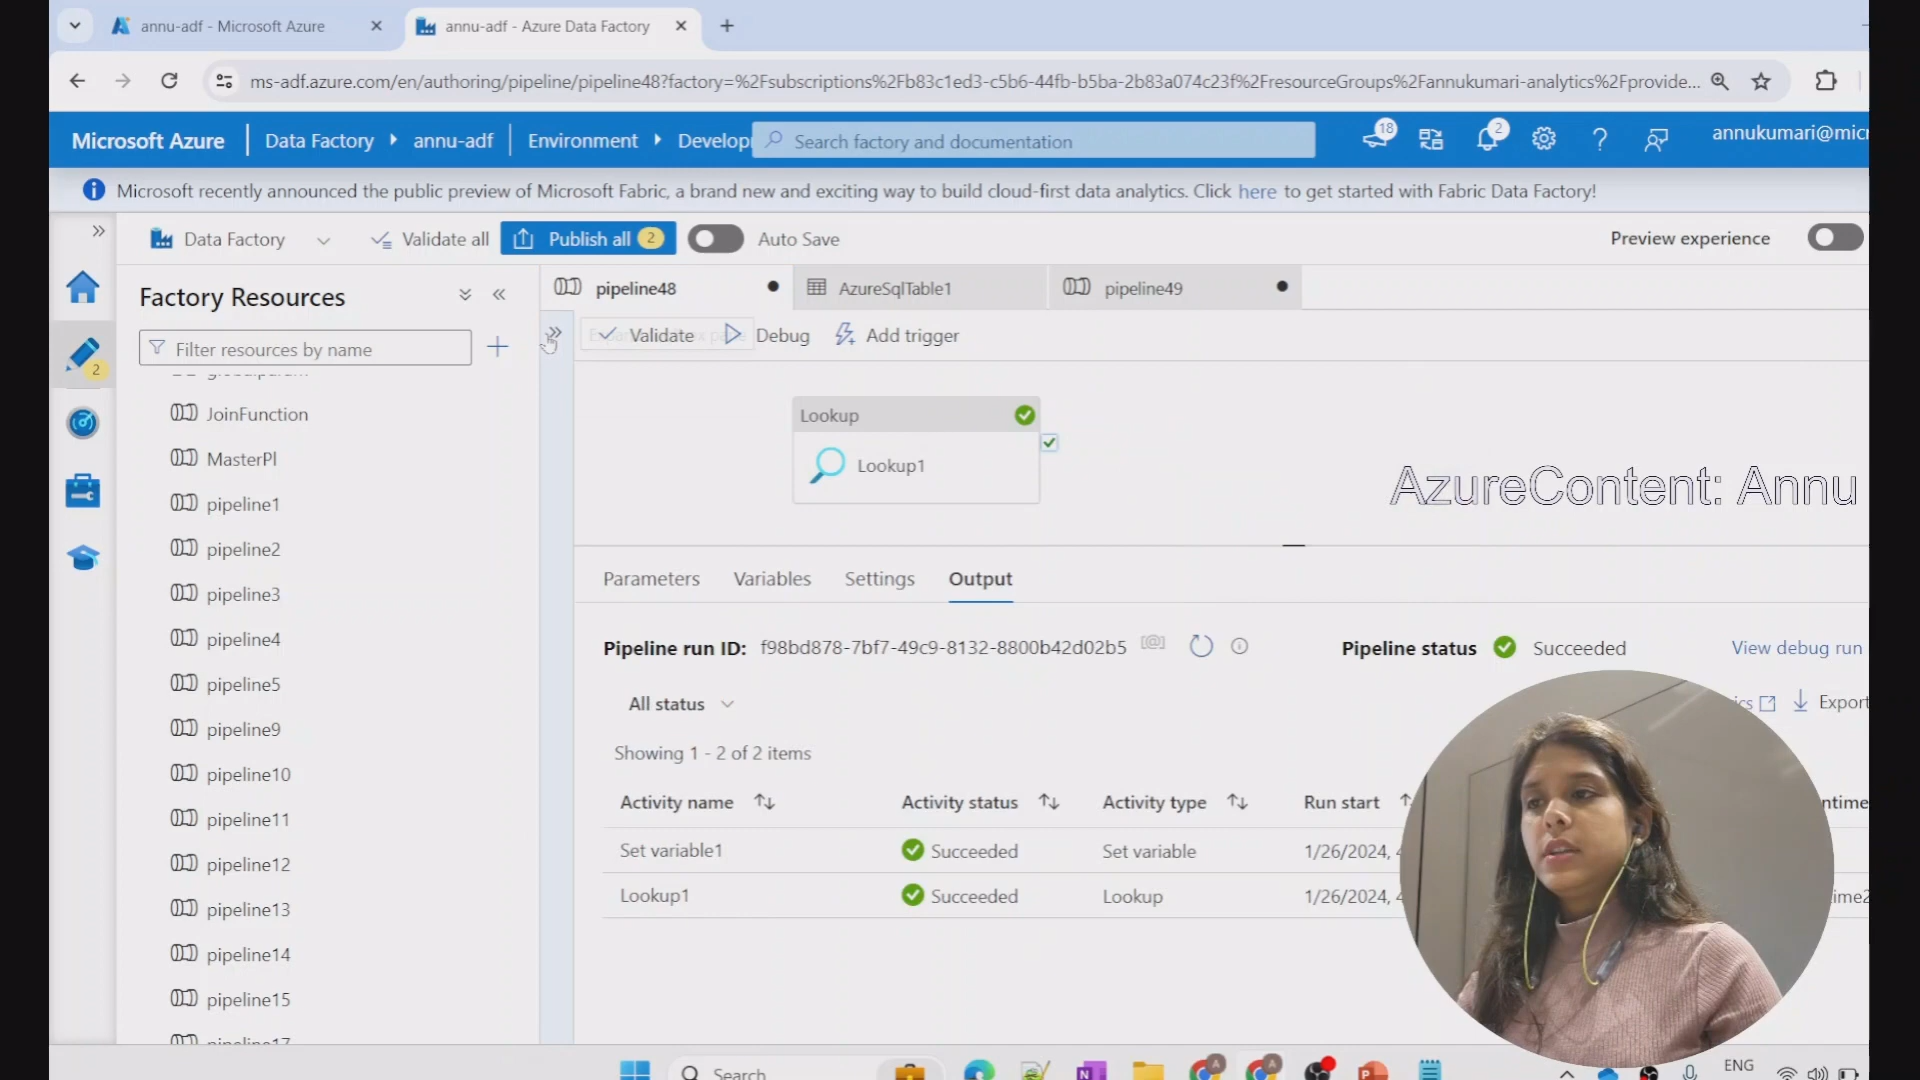 annu-adf - Microsoft Azure
annu-adf - Azure Data Factory
ms-adf.azure.com/en/authoring/pipeline/pipeline48?factory=%2Fsubscriptions%2Fb83c1ed3-c5b6-44fb-b5ba-2b83a074c23f%2FresourceGroups%2Fannukumari-analytics%2Fprovide...
Microsoft Azure
Data Factory
annu-adf
Environment
Develop
Search factory and documentation
18
2
annukumari@mic
Microsoft recently announced the public preview of Microsoft Fabric, a brand new and exciting way to build cloud-first data analytics. Click here to get started with Fabric Data Factory!
Data Factory
Validate all
Publish all 2
Auto Save
Preview experience
Factory Resources
pipeline48
AzureSqlTable1
pipeline49
Filter resources by name
Validate
Debug
Add trigger
2
JoinFunction
MasterPl
pipeline1
pipeline2
pipeline3
pipeline4
pipeline5
pipeline9
pipeline10
pipeline11
pipeline12
pipeline13
pipeline14
pipeline15
pipeline17
Lookup
Lookup1
AzureContent: Annu
Parameters
Variables
Settings
Output
Pipeline run ID: f98bd878-7bf7-49c9-8132-8800b42d02b5
Pipeline status
Succeeded
View debug run
All status
Export
Showing 1 - 2 of 2 items
Activity name
Activity status
Activity type
Run start
Set variable1
Succeeded
Set variable
1/26/2024,
Lookup1
Succeeded
Lookup
1/26/2024,
Search
ENG